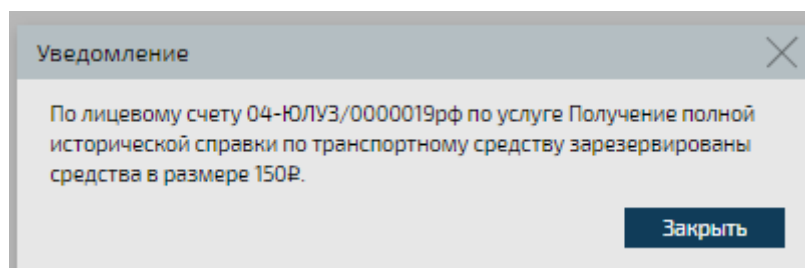 Уведомление
По лицевому счету 04-ЮЛУЗ/0000019рф по услуге Получение полной
исторической справки по транспортному средству зарезервированы
средства в размере 150₽.
Закрыть